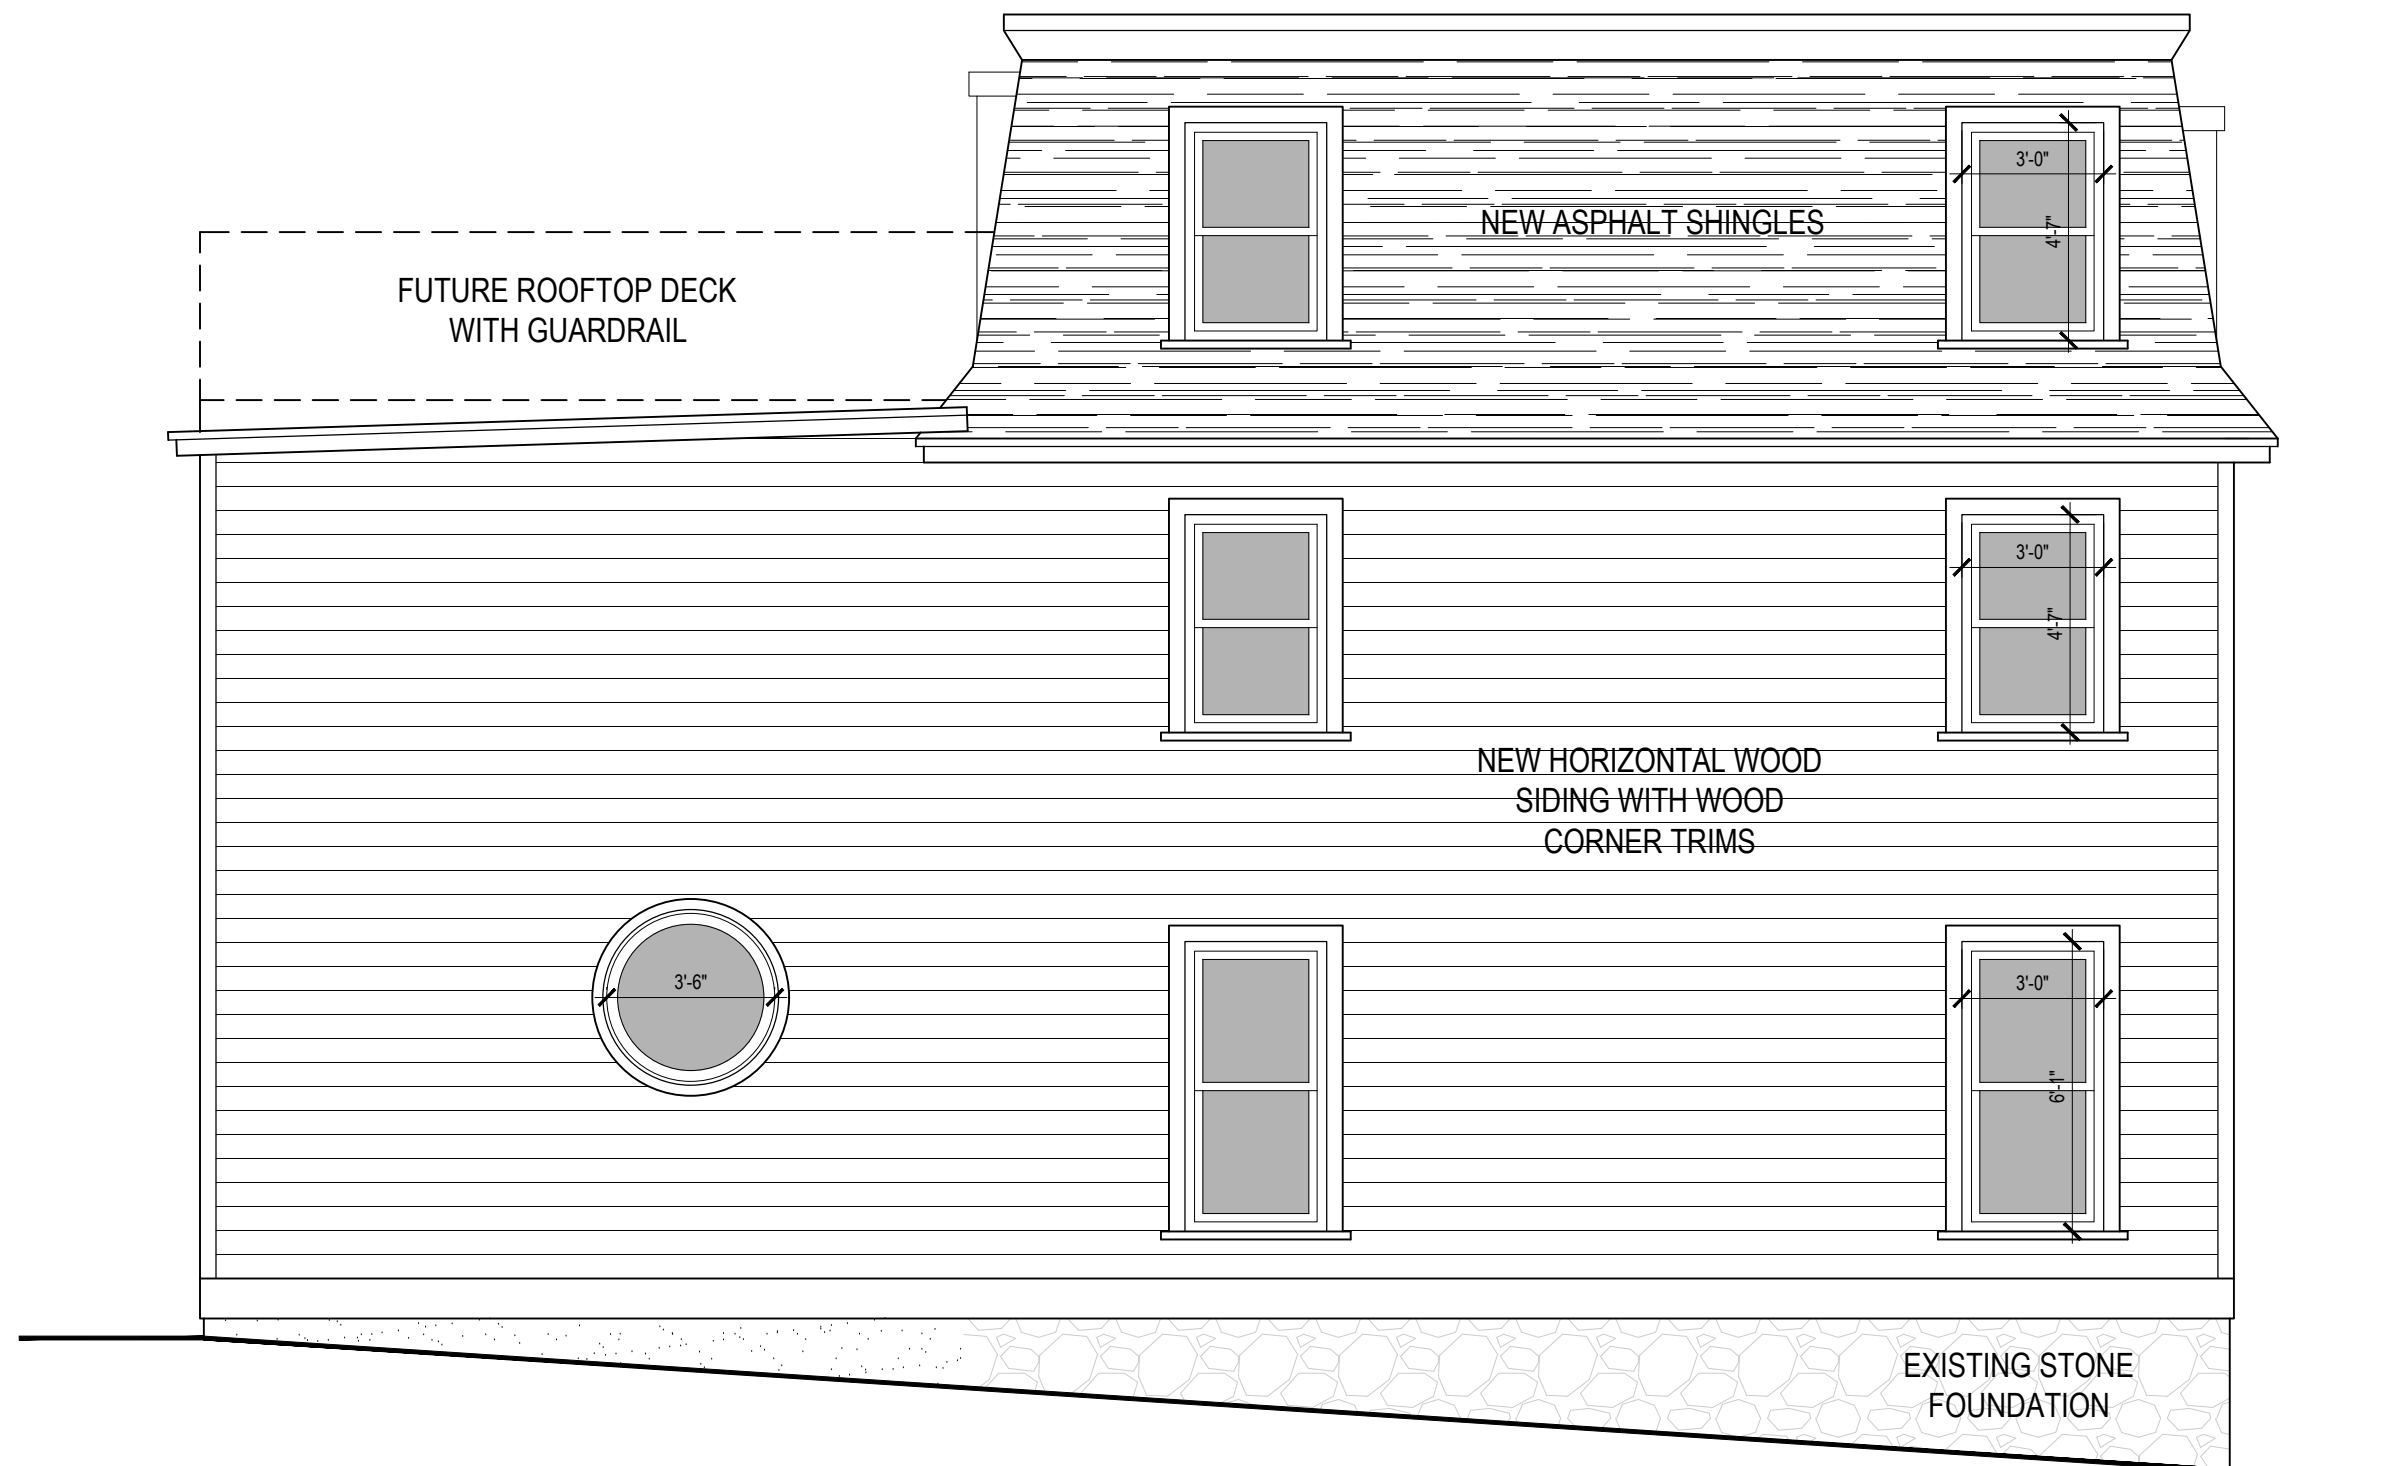 3'-0"
NEW ASPHALT SHINGLES
4'-7"
FUTURE ROOFTOP DECK
WITH GUARDRAIL
3'-0"
4'-7"
NEW HORIZONTAL WOOD
SIDING WITH WOOD
CORNER TRIMS
3'-6"
3'-0"
6'-1"
EXISTING STONE
FOUNDATION